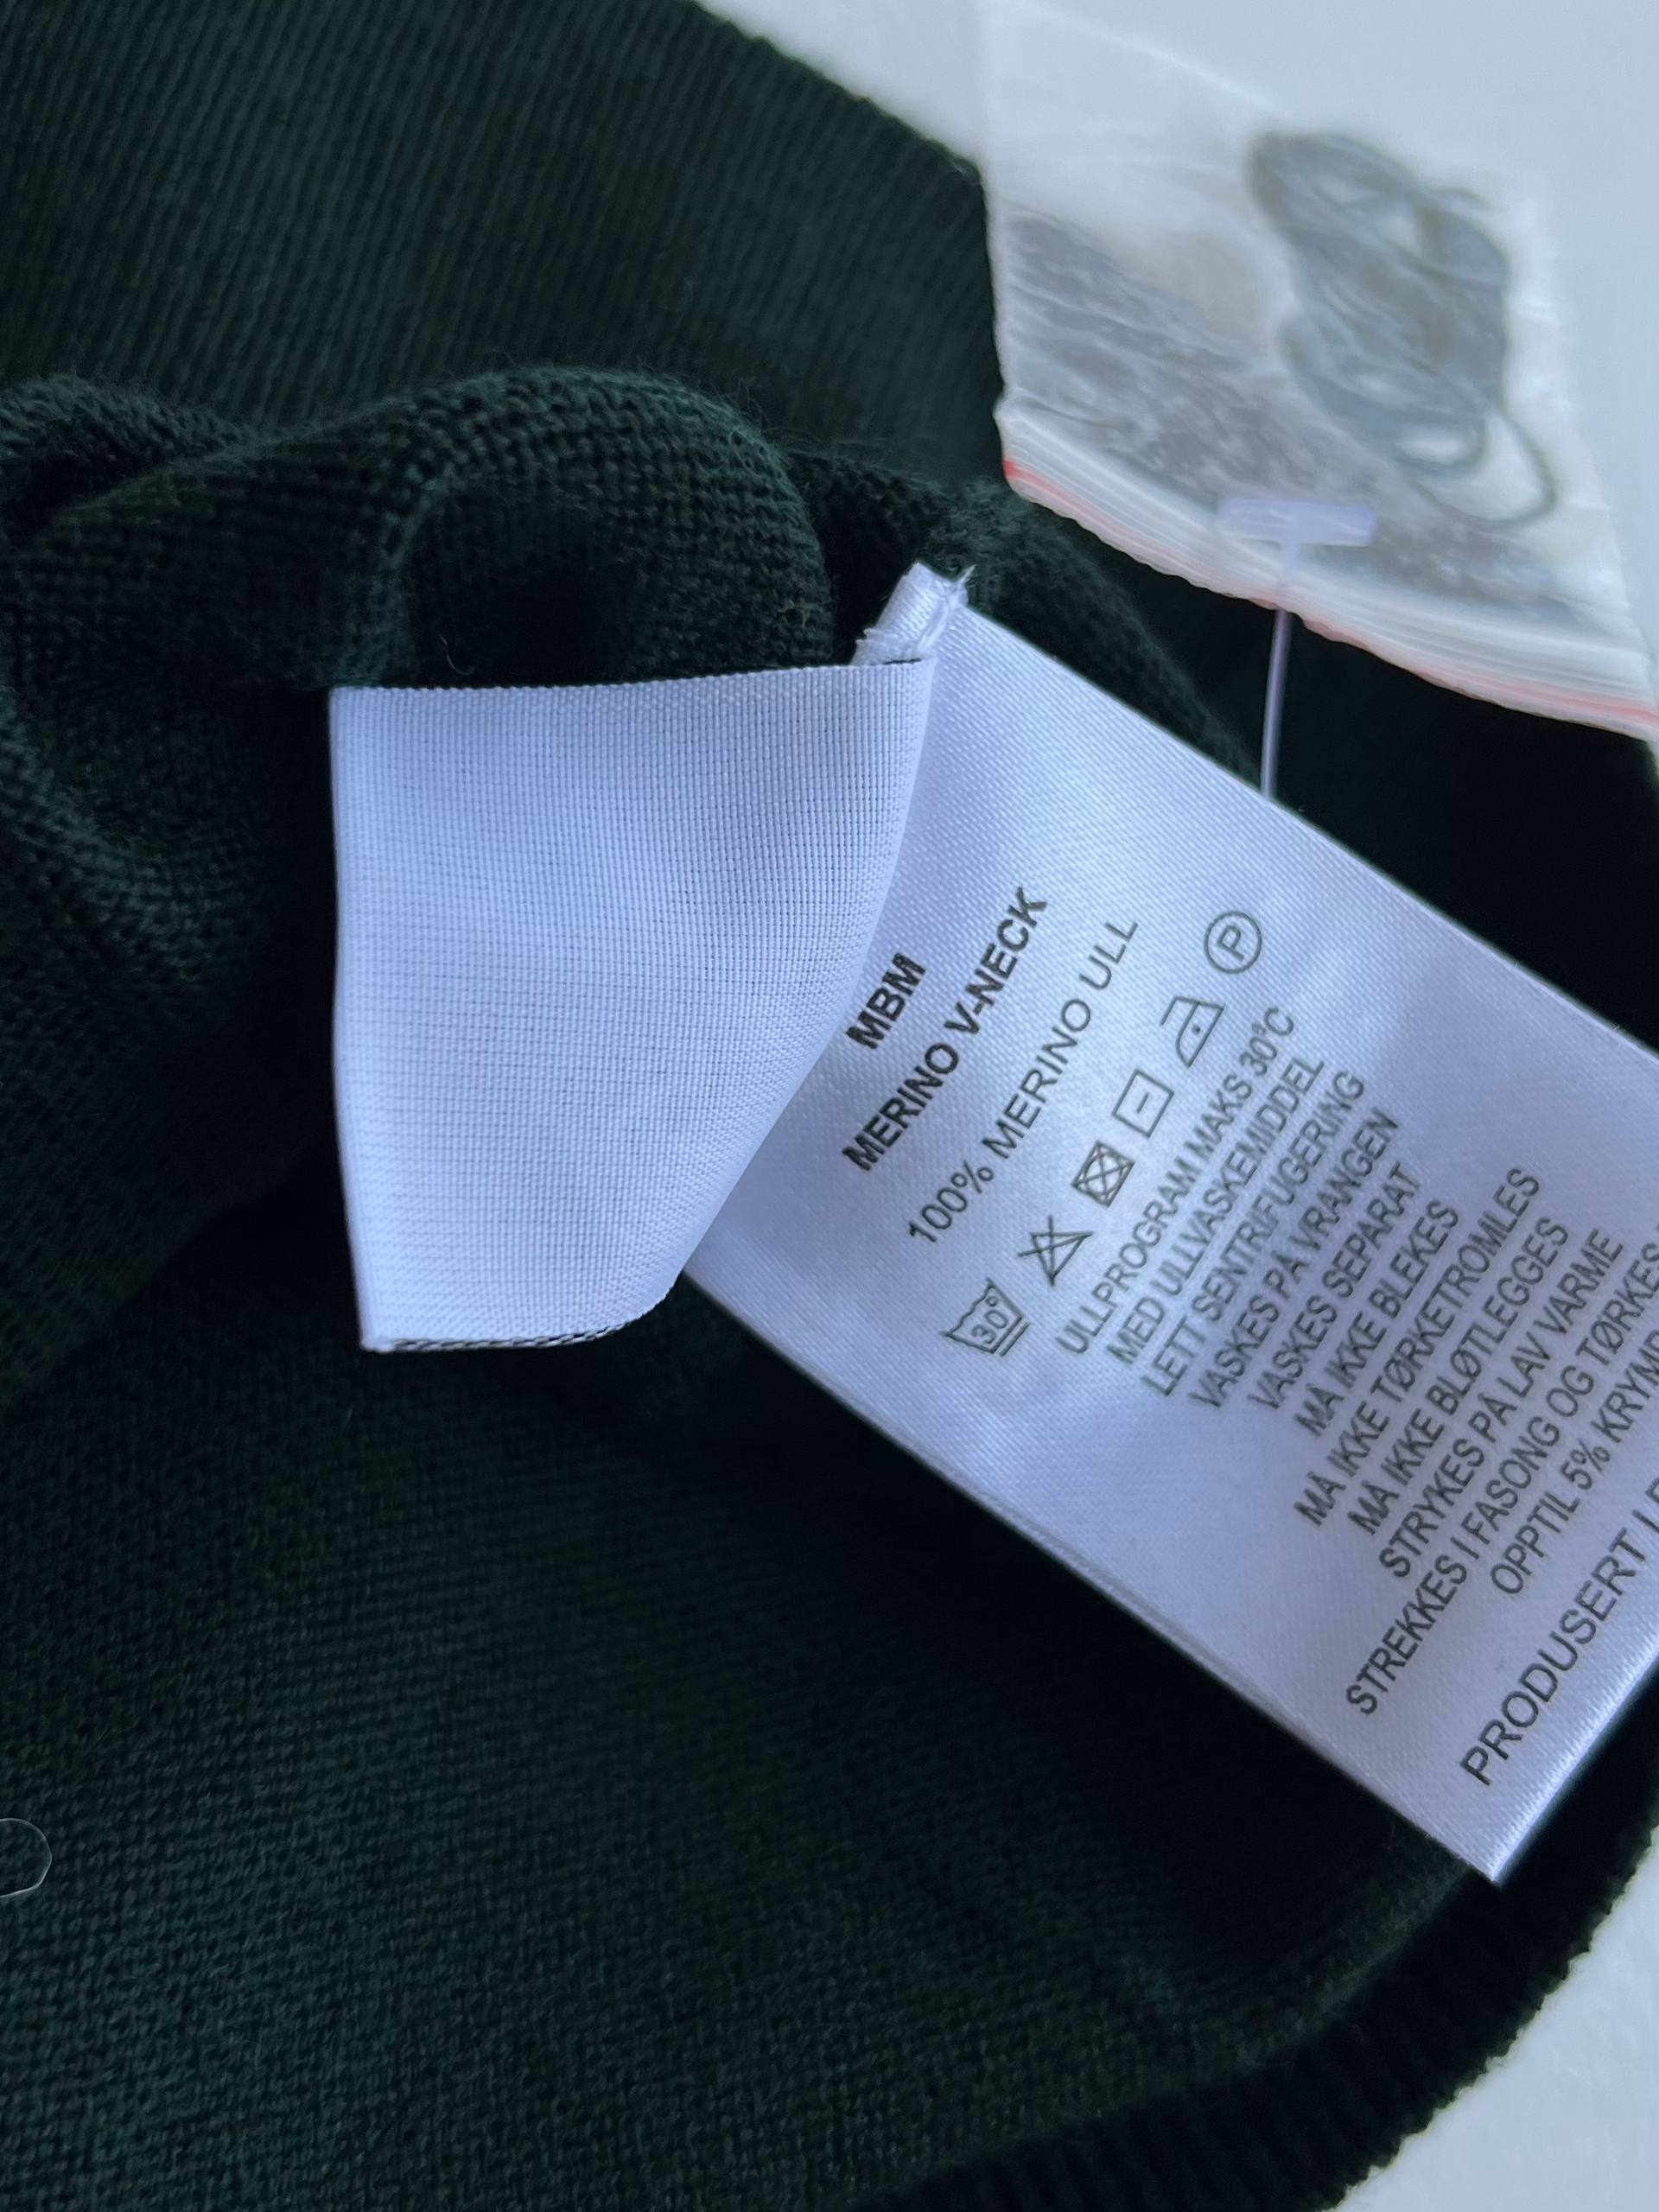 MBM
MERINO V-NECK
100% MERINO ULL
30° P
ULLPROGRAM MAKS 30°C
MED ULLVASKEMIDDEL
LETT SENTRIFUGERING
VASKES PÅ VRANGEN
VASKES SEPARAT
MÅ IKKE BLEKES
MÅ IKKE TØRKETROMLES
MÅ IKKE BLØTLEGGES
STRYKES PÅ LAV VARME
STREKKES I FASONG OG TØRKES
OPPTIL 5%
PRODUSERT I